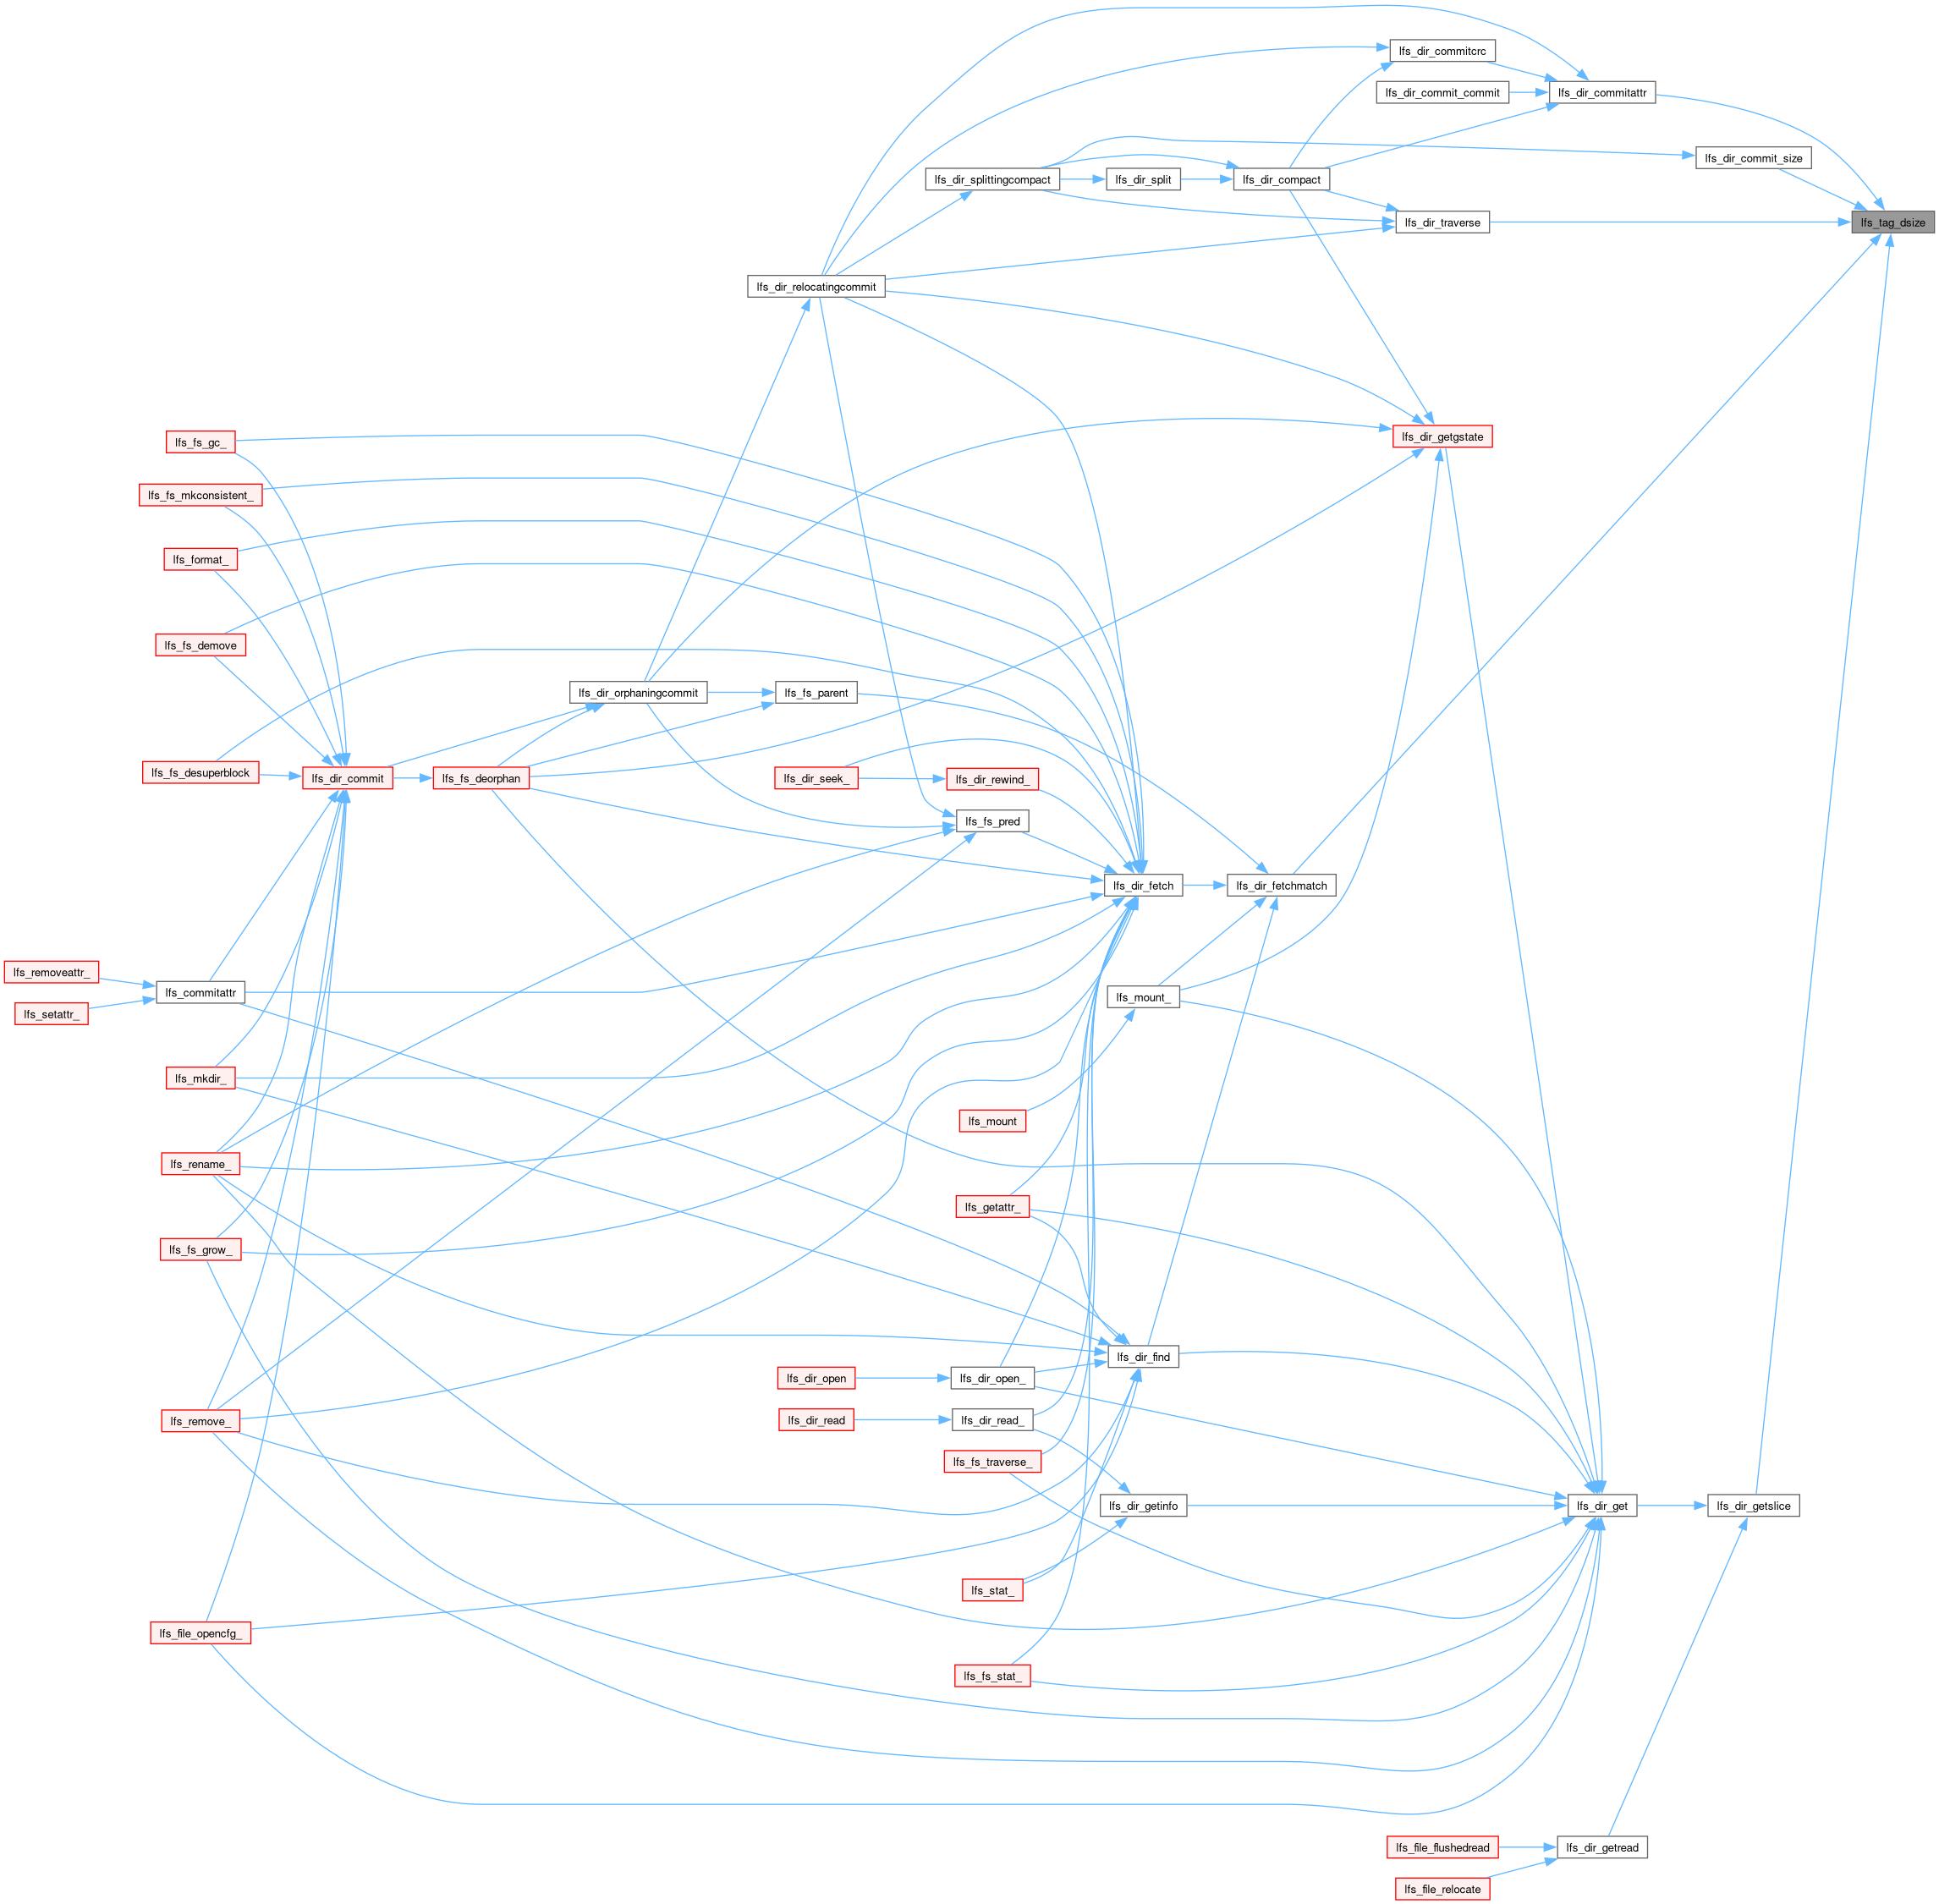 lfs_dir_commitcrc
lfs_dir_commit_commit
lfs_dir_commitattr
lfs_dir_commit_size
lfs_dir_splittingcompact
lfs_dir_split
lfs_dir_compact
lfs_dir_traverse
lfs_tag_dsize
lfs_dir_relocatingcommit
lfs_fs_gc_
lfs_dir_getgstate
lfs_fs_mkconsistent_
lfs_format_
lfs_fs_demove
lfs_dir_orphaningcommit
lfs_fs_parent
lfs_fs_desuperblock
lfs_dir_commit
lfs_fs_deorphan
lfs_dir_seek_
lfs_dir_rewind_
lfs_fs_pred
lfs_dir_fetch
lfs_dir_fetchmatch
lfs_removeattr_
lfs_commitattr
lfs_setattr_
lfs_mount_
lfs_mkdir_
lfs_mount
lfs_rename_
lfs_getattr_
lfs_fs_grow_
lfs_dir_find
lfs_dir_open
lfs_dir_open_
lfs_remove_
lfs_dir_read
lfs_dir_read_
lfs_fs_traverse_
lfs_dir_getinfo
lfs_dir_get
lfs_dir_getslice
lfs_stat_
lfs_file_opencfg_
lfs_fs_stat_
lfs_file_flushedread
lfs_dir_getread
lfs_file_relocate